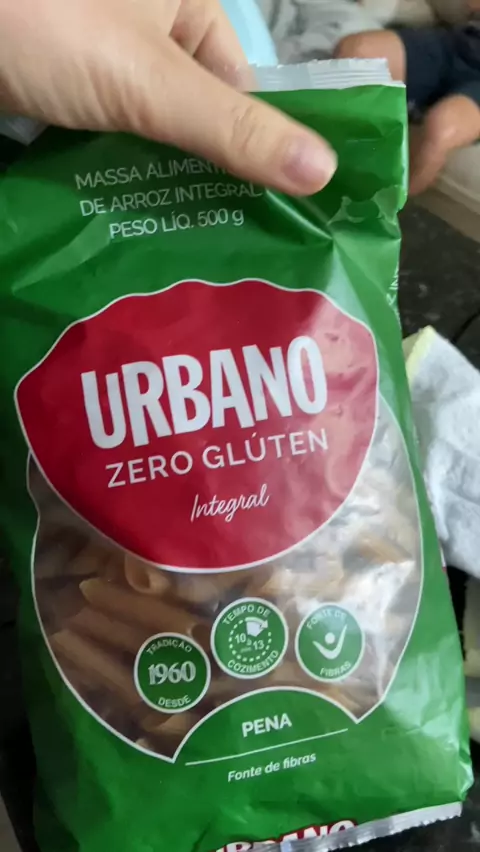 MASSA
DE ARROZ INTEGRAL
PESO LÍQ. 500 g
URBANO
ZERO GLÚTEN
Integral
TRADIÇÃO
1960
DESDE
TEMPO DE
10 a 13
COZIMENTO
FONTE DE
FIBRAS
PENA
Fonte de fibras
URBANO